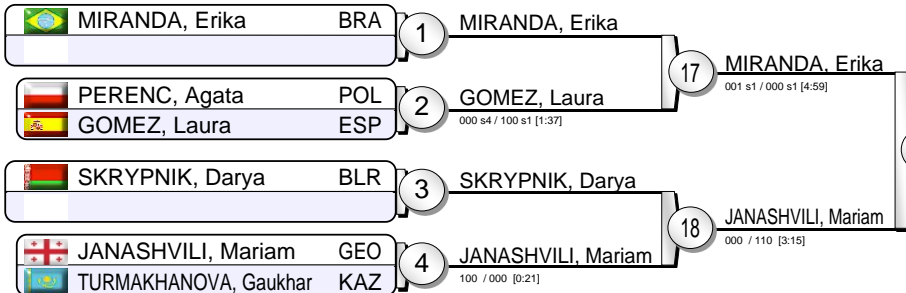 MIRANDA, Erika BRA
1
MIRANDA, Erika
PERENC, Agata POL
GOMEZ, Laura ESP
2
GOMEZ, Laura
000 s4 / 100 s1 [1:37]
17
MIRANDA, Erika
001 s1 / 000 s1 [4:59]
SKRYPNIK, Darya BLR
3
SKRYPNIK, Darya
JANASHVILI, Mariam GEO
TURMAKHANOVA, Gaukhar KAZ
4
JANASHVILI, Mariam
100 / 000 [0:21]
18
JANASHVILI, Mariam
000 / 110 [3:15]